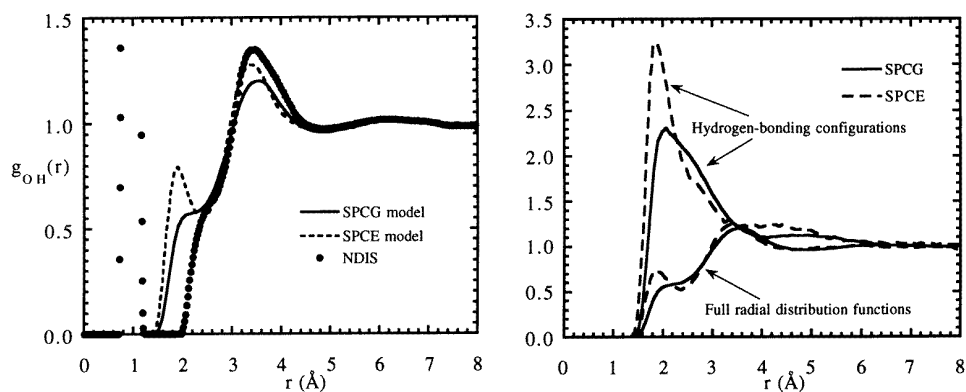 1.5
1.0
g_OH(r)
0.5
0.0
SPCG model
SPCE model
NDIS
0 1 2 3 4 5 6 7 8
r (Å)
3.5
3.0
2.5
2.0
1.5
1.0
0.5
0.0
SPCG
SPCE
Hydrogen-bonding configurations
Full radial distribution functions
0 1 2 3 4 5 6 7 8
r (Å)